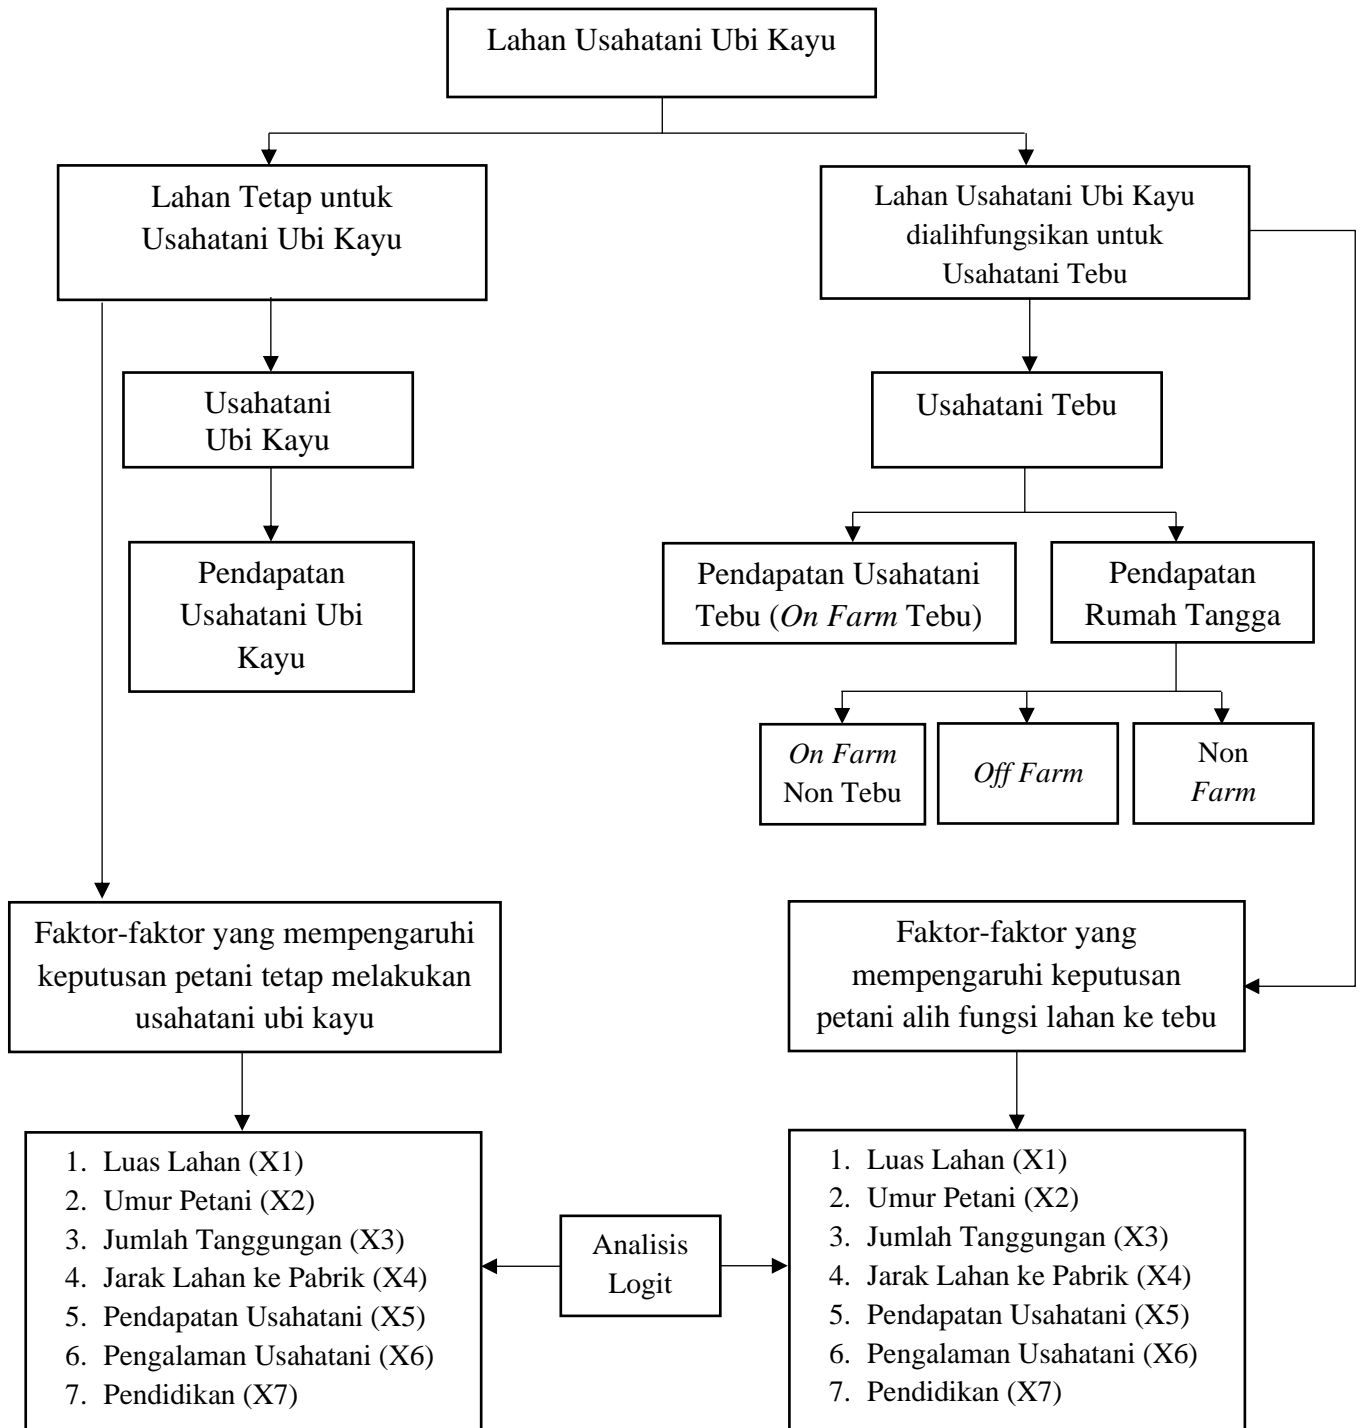 Lahan Usahatani Ubi Kayu
Lahan Tetap untuk
Usahatani Ubi Kayu
Lahan Usahatani Ubi Kayu
dialihfungsikan untuk
Usahatani Tebu
Usahatani
Ubi Kayu
Usahatani Tebu
Pendapatan
Usahatani Ubi
Kayu
Pendapatan Usahatani
Tebu (On Farm Tebu)
Pendapatan
Rumah Tangga
On Farm
Non Tebu
Off Farm
Non
Farm
Faktor-faktor yang mempengaruhi
keputusan petani tetap melakukan
usahatani ubi kayu
Faktor-faktor yang
mempengaruhi keputusan
petani alih fungsi lahan ke tebu
1. Luas Lahan (X1)
2. Umur Petani (X2)
3. Jumlah Tanggungan (X3)
4. Jarak Lahan ke Pabrik (X4)
5. Pendapatan Usahatani (X5)
6. Pengalaman Usahatani (X6)
7. Pendidikan (X7)
Analisis
Logit
1. Luas Lahan (X1)
2. Umur Petani (X2)
3. Jumlah Tanggungan (X3)
4. Jarak Lahan ke Pabrik (X4)
5. Pendapatan Usahatani (X5)
6. Pengalaman Usahatani (X6)
7. Pendidikan (X7)